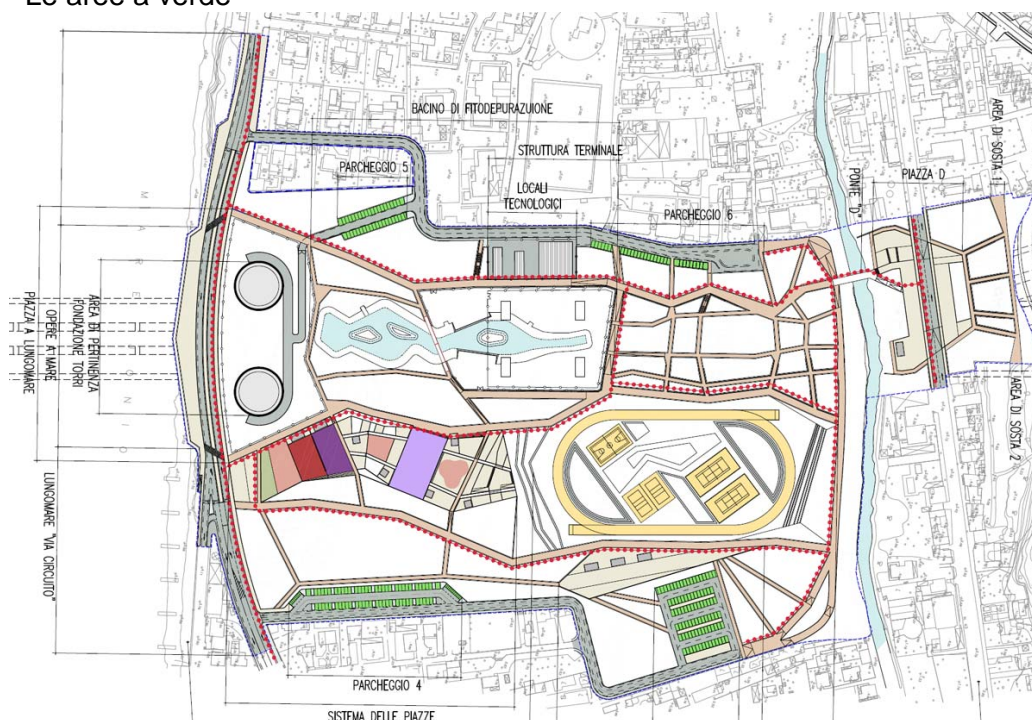 Le aree a verde
BACINO DI FITODEPURAZUIONE
STRUTTURA TERMINALE
PARCHEGGIO 5
LOCALI
TECNOLOGICI
PARCHEGGIO 6
PONTE "D"
PIAZZA D
AREA DI SOSTA 1
AREA DI SOSTA 2
AREA DI PERTINENZA
FONDAZIONE TORRI
OPERE A MARE
PIAZZA A LUNGOMARE
LUNGOMARE "VIA CIRCUITO"
PARCHEGGIO 4
SISTEMA DELLE PIAZZE